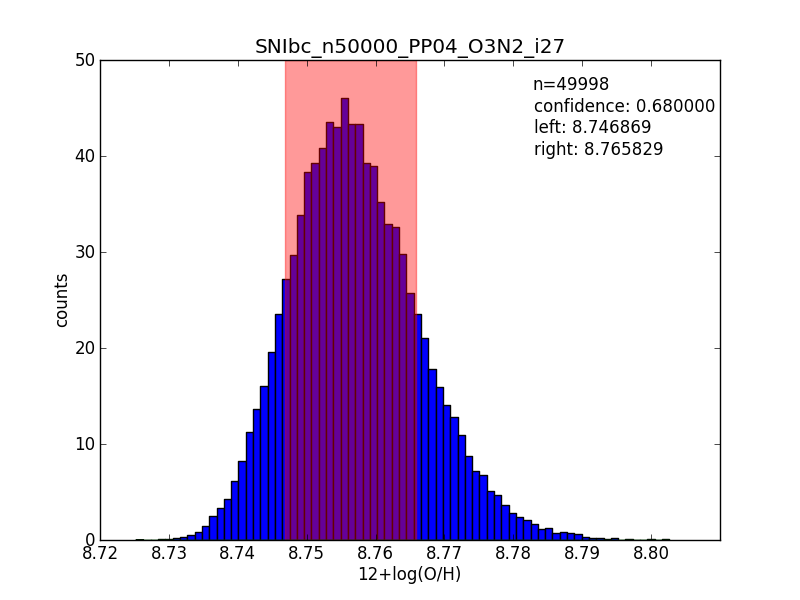 SNIbc_n50000_PP04_O3N2_i27
n=49998
confidence: 0.680000
left: 8.746869
right: 8.765829
counts
50
40
30
20
10
0
8.72 8.73 8.74 8.75 8.76 8.77 8.78 8.79 8.80
12+log(O/H)